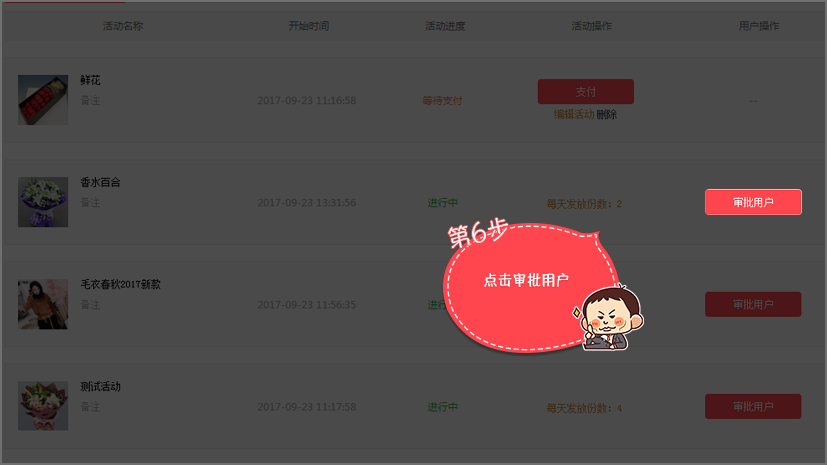 活动名称 开始时间 活动进度 活动操作 用户操作
鲜花
备注 2017-09-23 11:16:58 等待支付 支付 --
编辑活动 删除
香水百合
备注 2017-09-23 13:31:56 进行中 每天发放份数：2 审批用户
第6步
点击审批用户
毛衣春秋2017新款
备注 2017-09-23 11:56:35 进行 审批用户
测试活动
备注 2017-09-23 11:17:58 进行中 每天发放份数：4 审批用户